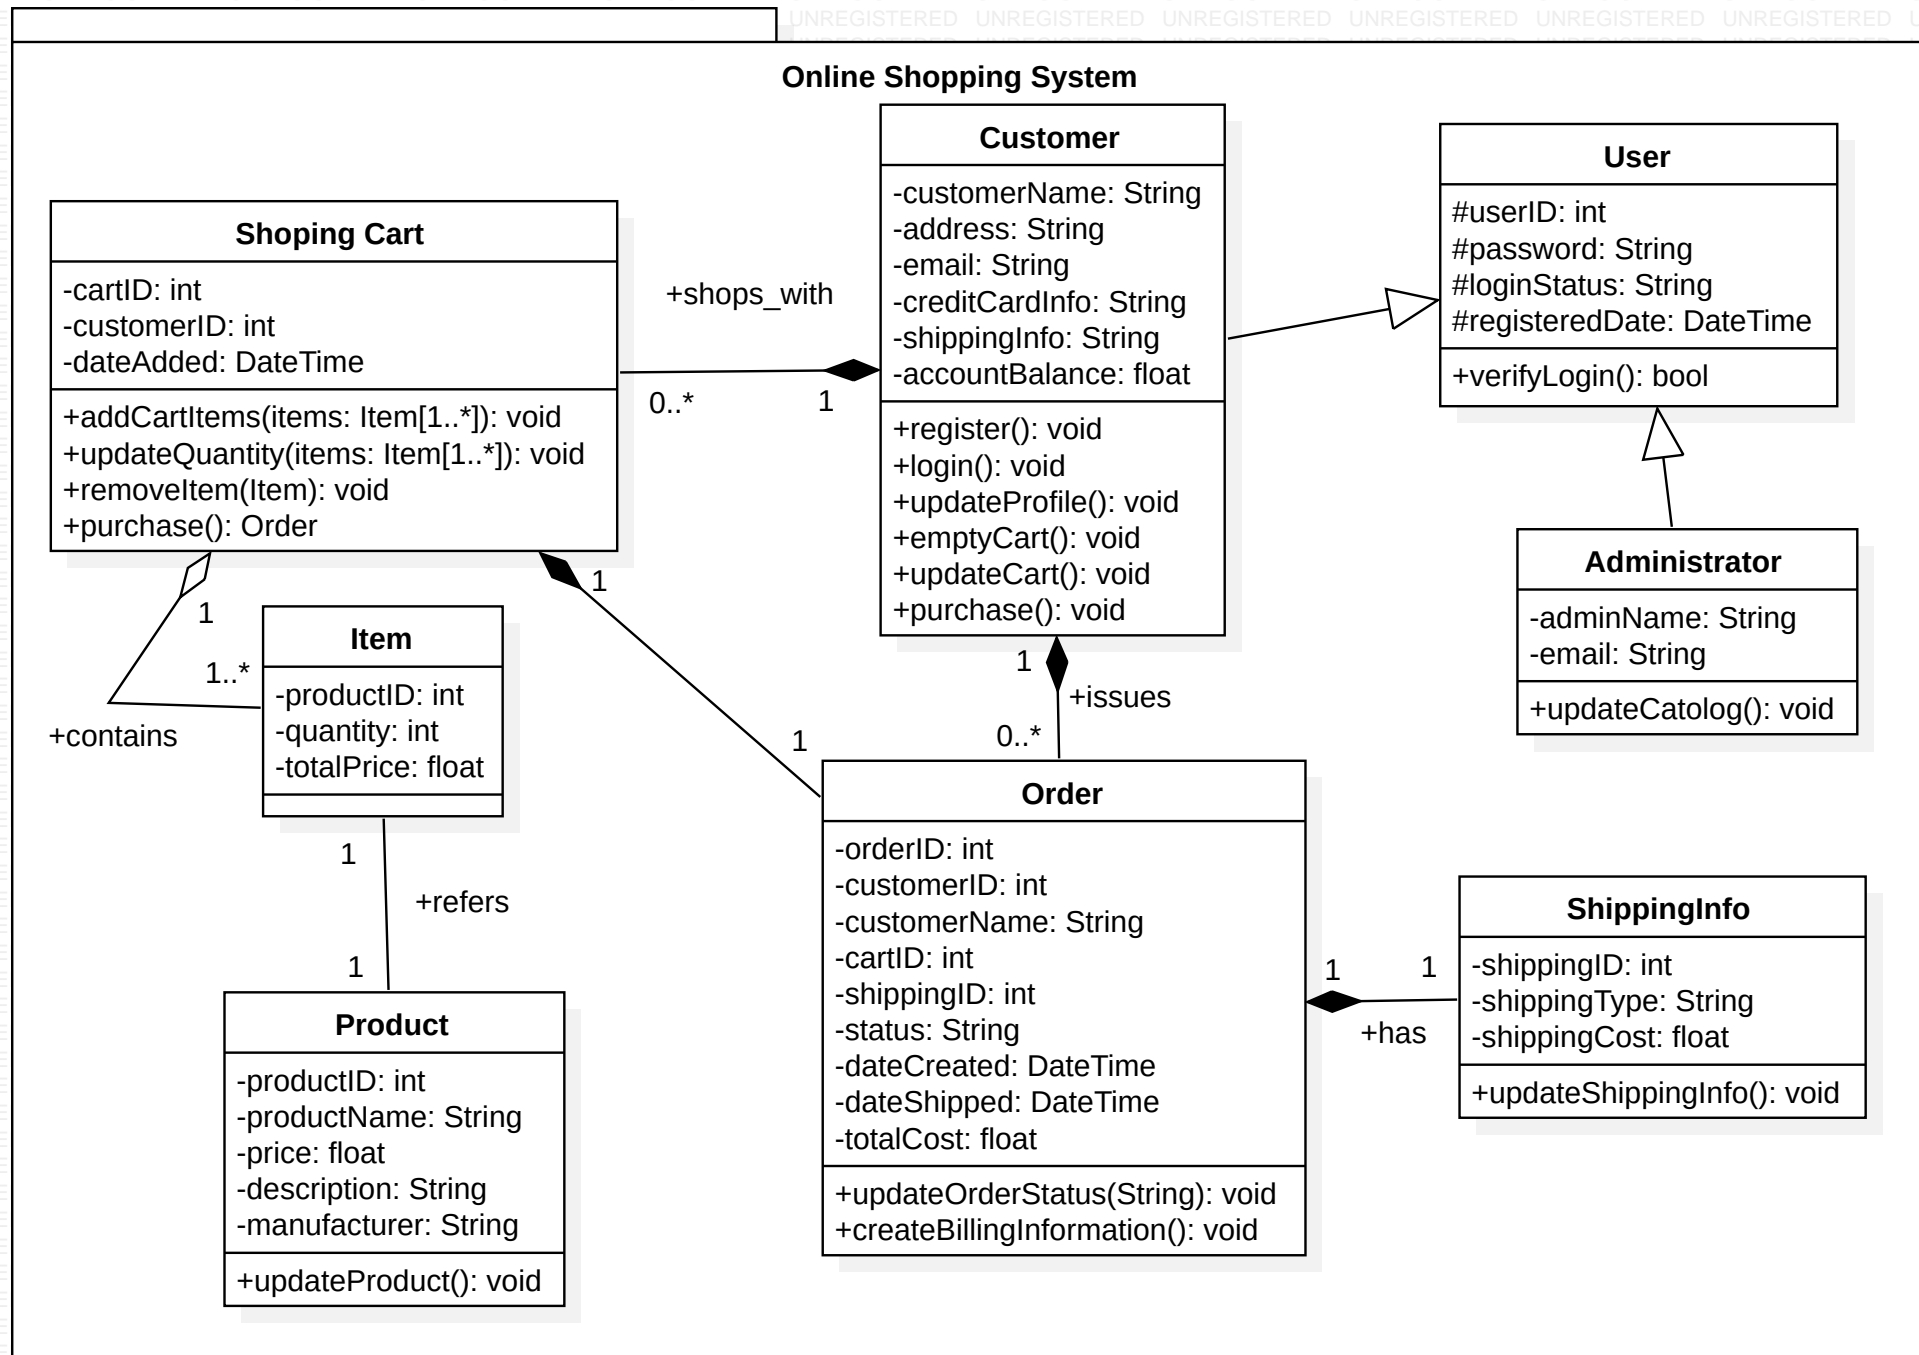 UNREGISTERED UNREGISTERED UNREGISTERED UNREGISTERED UNREGISTERED UNREGISTERED
Online Shopping System
Shoping Cart
-cartID: int
-customerID: int
-dateAdded: DateTime
+addCartItems(items: Item[1..*]): void
+updateQuantity(items: Item[1..*]): void
+removeItem(Item): void
+purchase(): Order
+shops_with
0..*
1
Customer
-customerName: String
-address: String
-email: String
-creditCardInfo: String
-shippingInfo: String
-accountBalance: float
+register(): void
+login(): void
+updateProfile(): void
+emptyCart(): void
+updateCart(): void
+purchase(): void
User
#userID: int
#password: String
#loginStatus: String
#registeredDate: DateTime
+verifyLogin(): bool
Administrator
-adminName: String
-email: String
+updateCatolog(): void
1
1..*
+contains
Item
-productID: int
-quantity: int
-totalPrice: float
1
1
1
+issues
0..*
1
+refers
1
Product
-productID: int
-productName: String
-price: float
-description: String
-manufacturer: String
+updateProduct(): void
Order
-orderID: int
-customerID: int
-customerName: String
-cartID: int
-shippingID: int
-status: String
-dateCreated: DateTime
-dateShipped: DateTime
-totalCost: float
+updateOrderStatus(String): void
+createBillingInformation(): void
1
1
+has
ShippingInfo
-shippingID: int
-shippingType: String
-shippingCost: float
+updateShippingInfo(): void